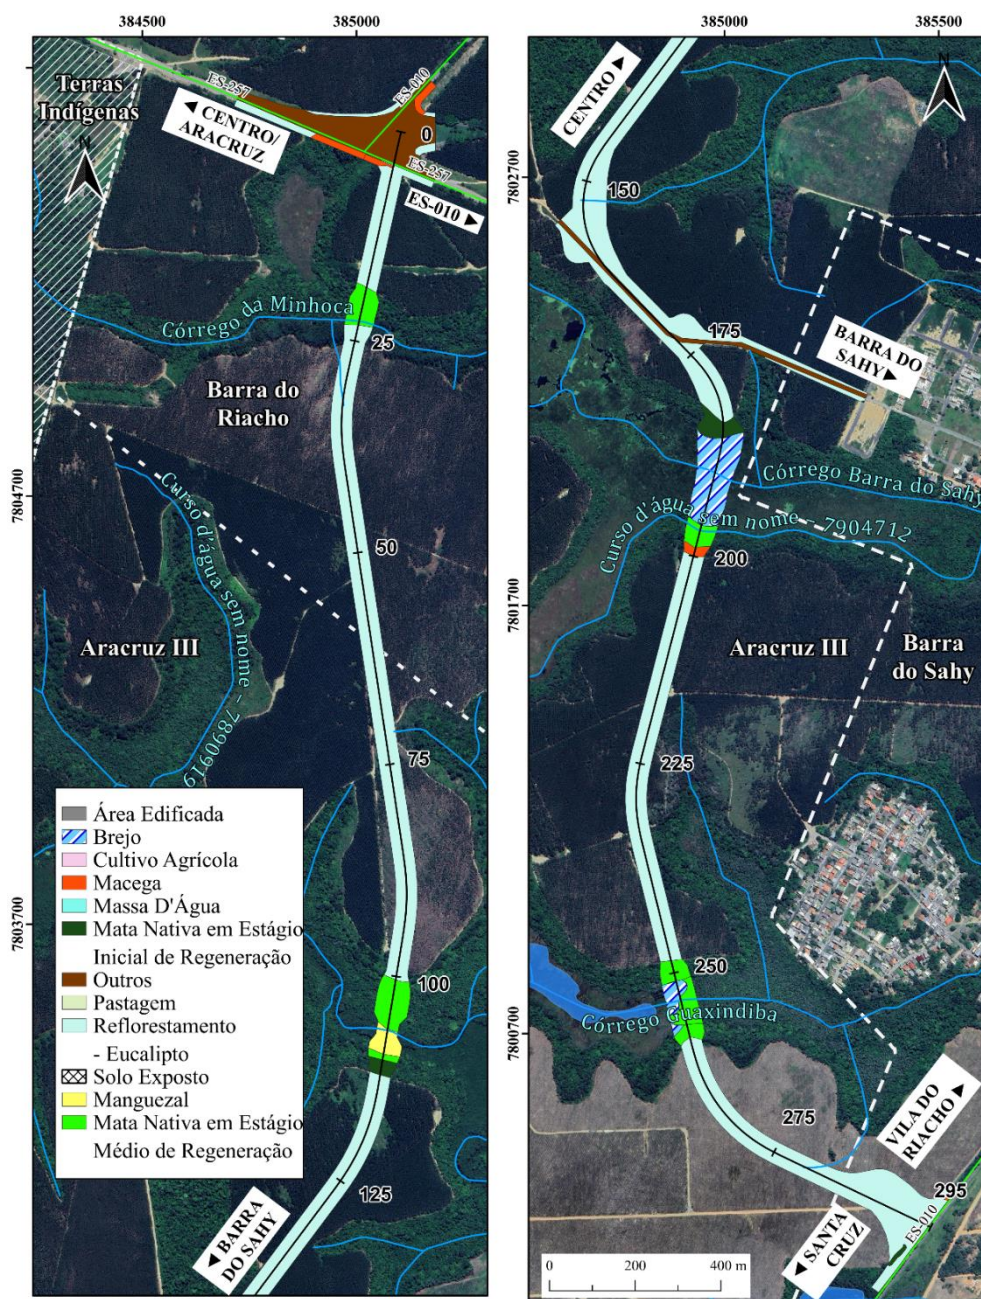 384500
385000
385000
385500
7804700
7803700
7802700
7801700
7800700
Terras
Indígenas
N
ES-257
ES-010
CENTRO/
ARACRUZ
0
ES-257
ES-010
Córrego da Minhoca
25
Barra do
Riacho
50
Curso d'água sem nome - 7890919
Aracruz III
75
100
125
BARRA
DO SAHY
Área Edificada
Brejo
Cultivo Agrícola
Macega
Massa D'Água
Mata Nativa em Estágio
Inicial de Regeneração
Outros
Pastagem
Reflorestamento
- Eucalipto
Solo Exposto
Manguezal
Mata Nativa em Estágio
Médio de Regeneração
CENTRO
N
150
175
BARRA DO
SAHY
Córrego Barra do Sahy
Curso d'água sem nome - 7904712
200
Aracruz III
Barra
do Sahy
225
250
Córrego Guaxindiba
275
VILA DO
RIACHO
295
ES-010
SANTA
CRUZ
0 200 400 m